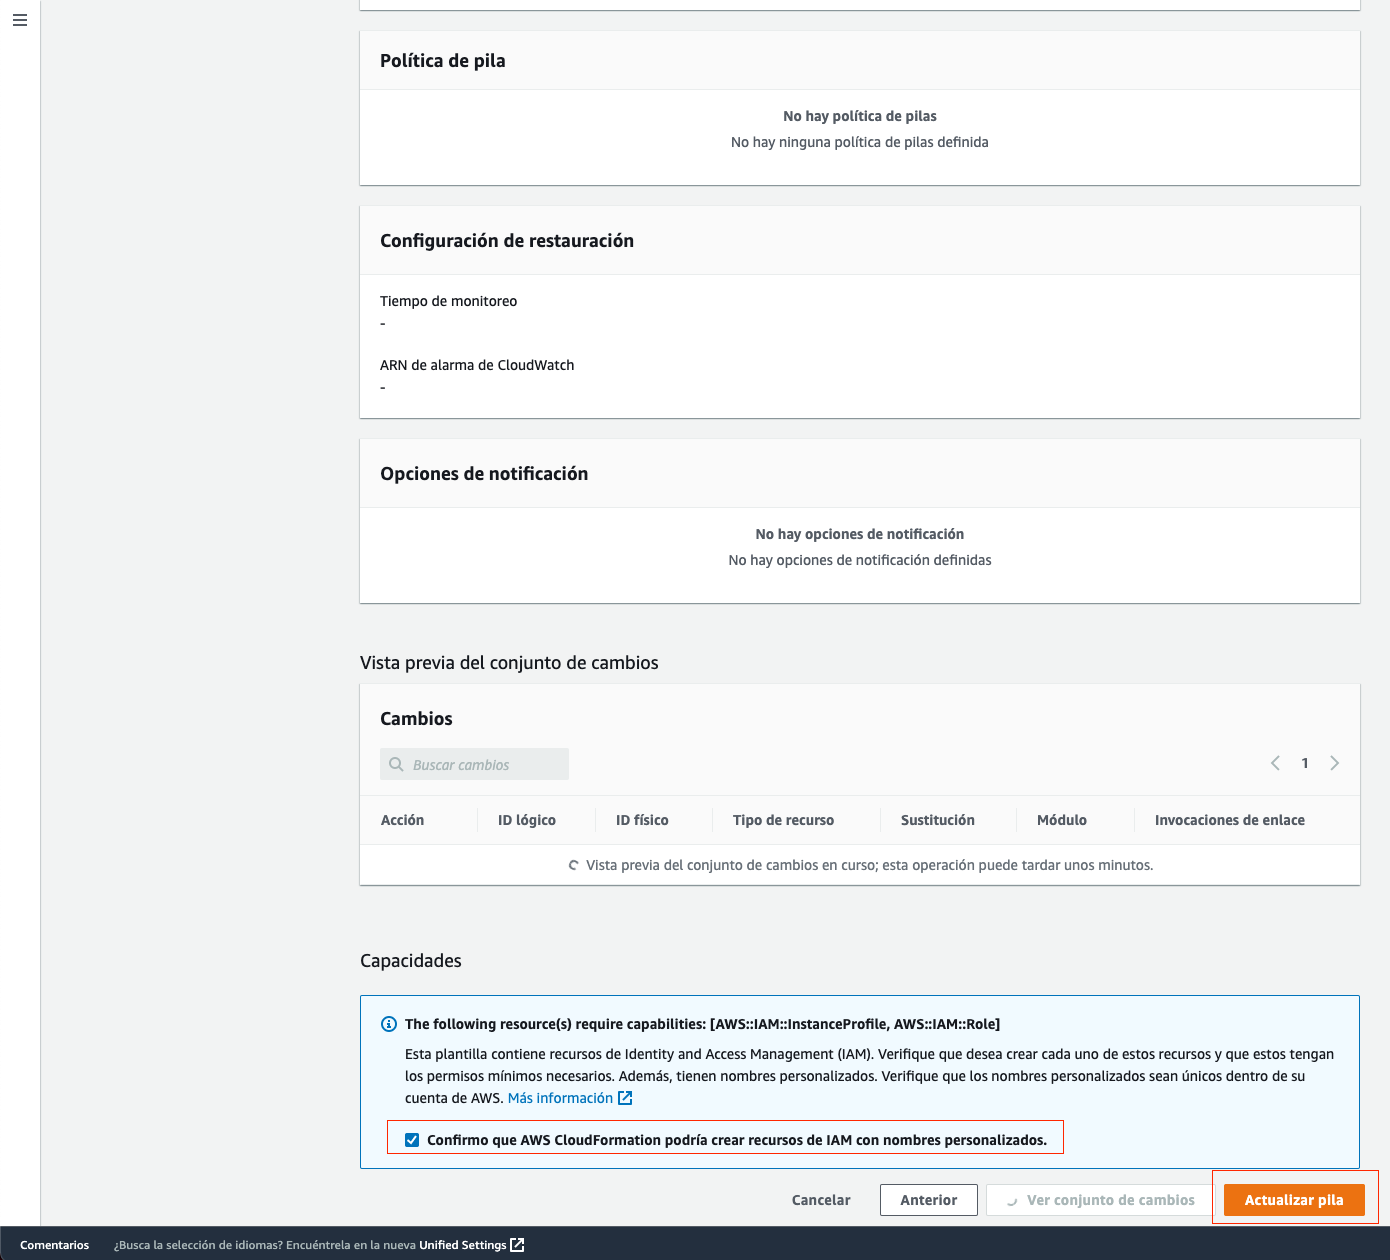 Política de pila
No hay política de pilas
No hay ninguna política de pilas definida
Configuración de restauración
Tiempo de monitoreo
-
ARN de alarma de CloudWatch
-
Opciones de notificación
No hay opciones de notificación
No hay opciones de notificación definidas
Vista previa del conjunto de cambios
Cambios
Buscar cambios
1
Acción ID lógico ID físico Tipo de recurso Sustitución Módulo Invocaciones de enlace
Vista previa del conjunto de cambios en curso; esta operación puede tardar unos minutos.
Capacidades
The following resource(s) require capabilities: [AWS::IAM::InstanceProfile, AWS::IAM::Role]
Esta plantilla contiene recursos de Identity and Access Management (IAM). Verifique que desea crear cada uno de estos recursos y que estos tengan
los permisos mínimos necesarios. Además, tienen nombres personalizados. Verifique que los nombres personalizados sean únicos dentro de su
cuenta de AWS. Más información
Confirmo que AWS CloudFormation podría crear recursos de IAM con nombres personalizados.
Cancelar Anterior Ver conjunto de cambios Actualizar pila
Comentarios ¿Busca la selección de idiomas? Encuéntrela en la nueva Unified Settings